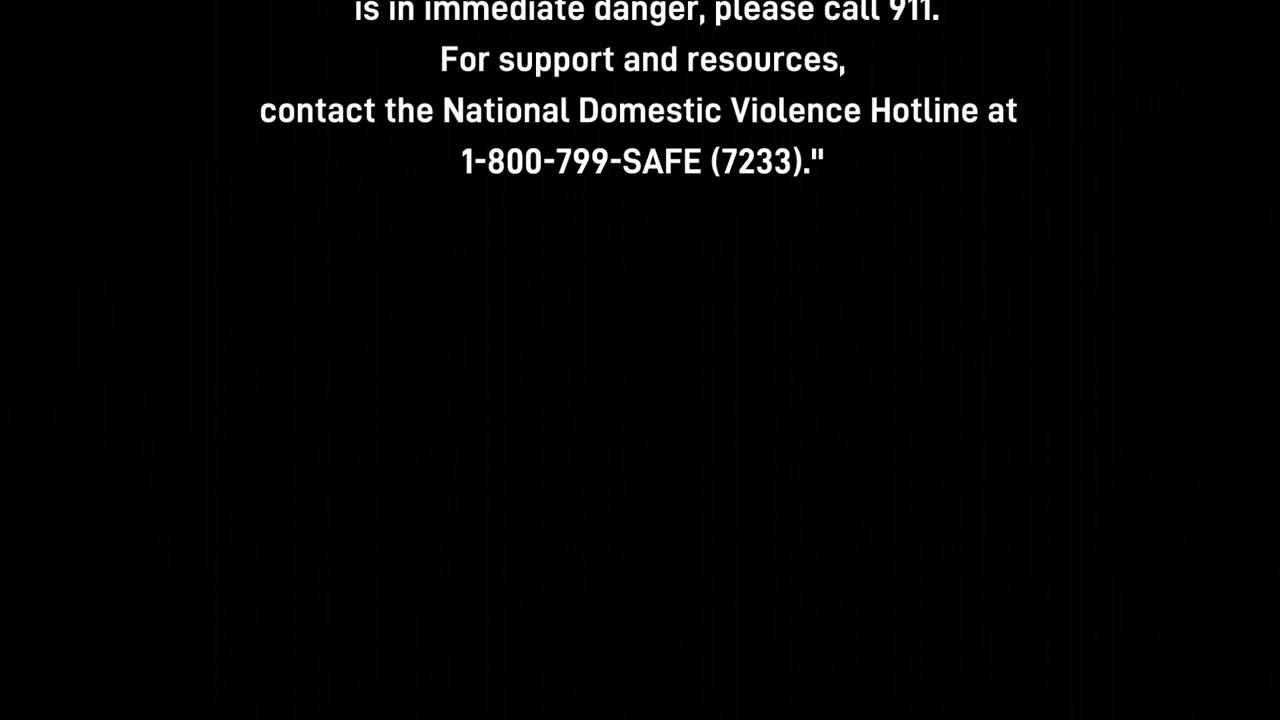 is in immediate danger, please call 911.
For support and resources,
contact the National Domestic Violence Hotline at
1-800-799-SAFE (7233)."